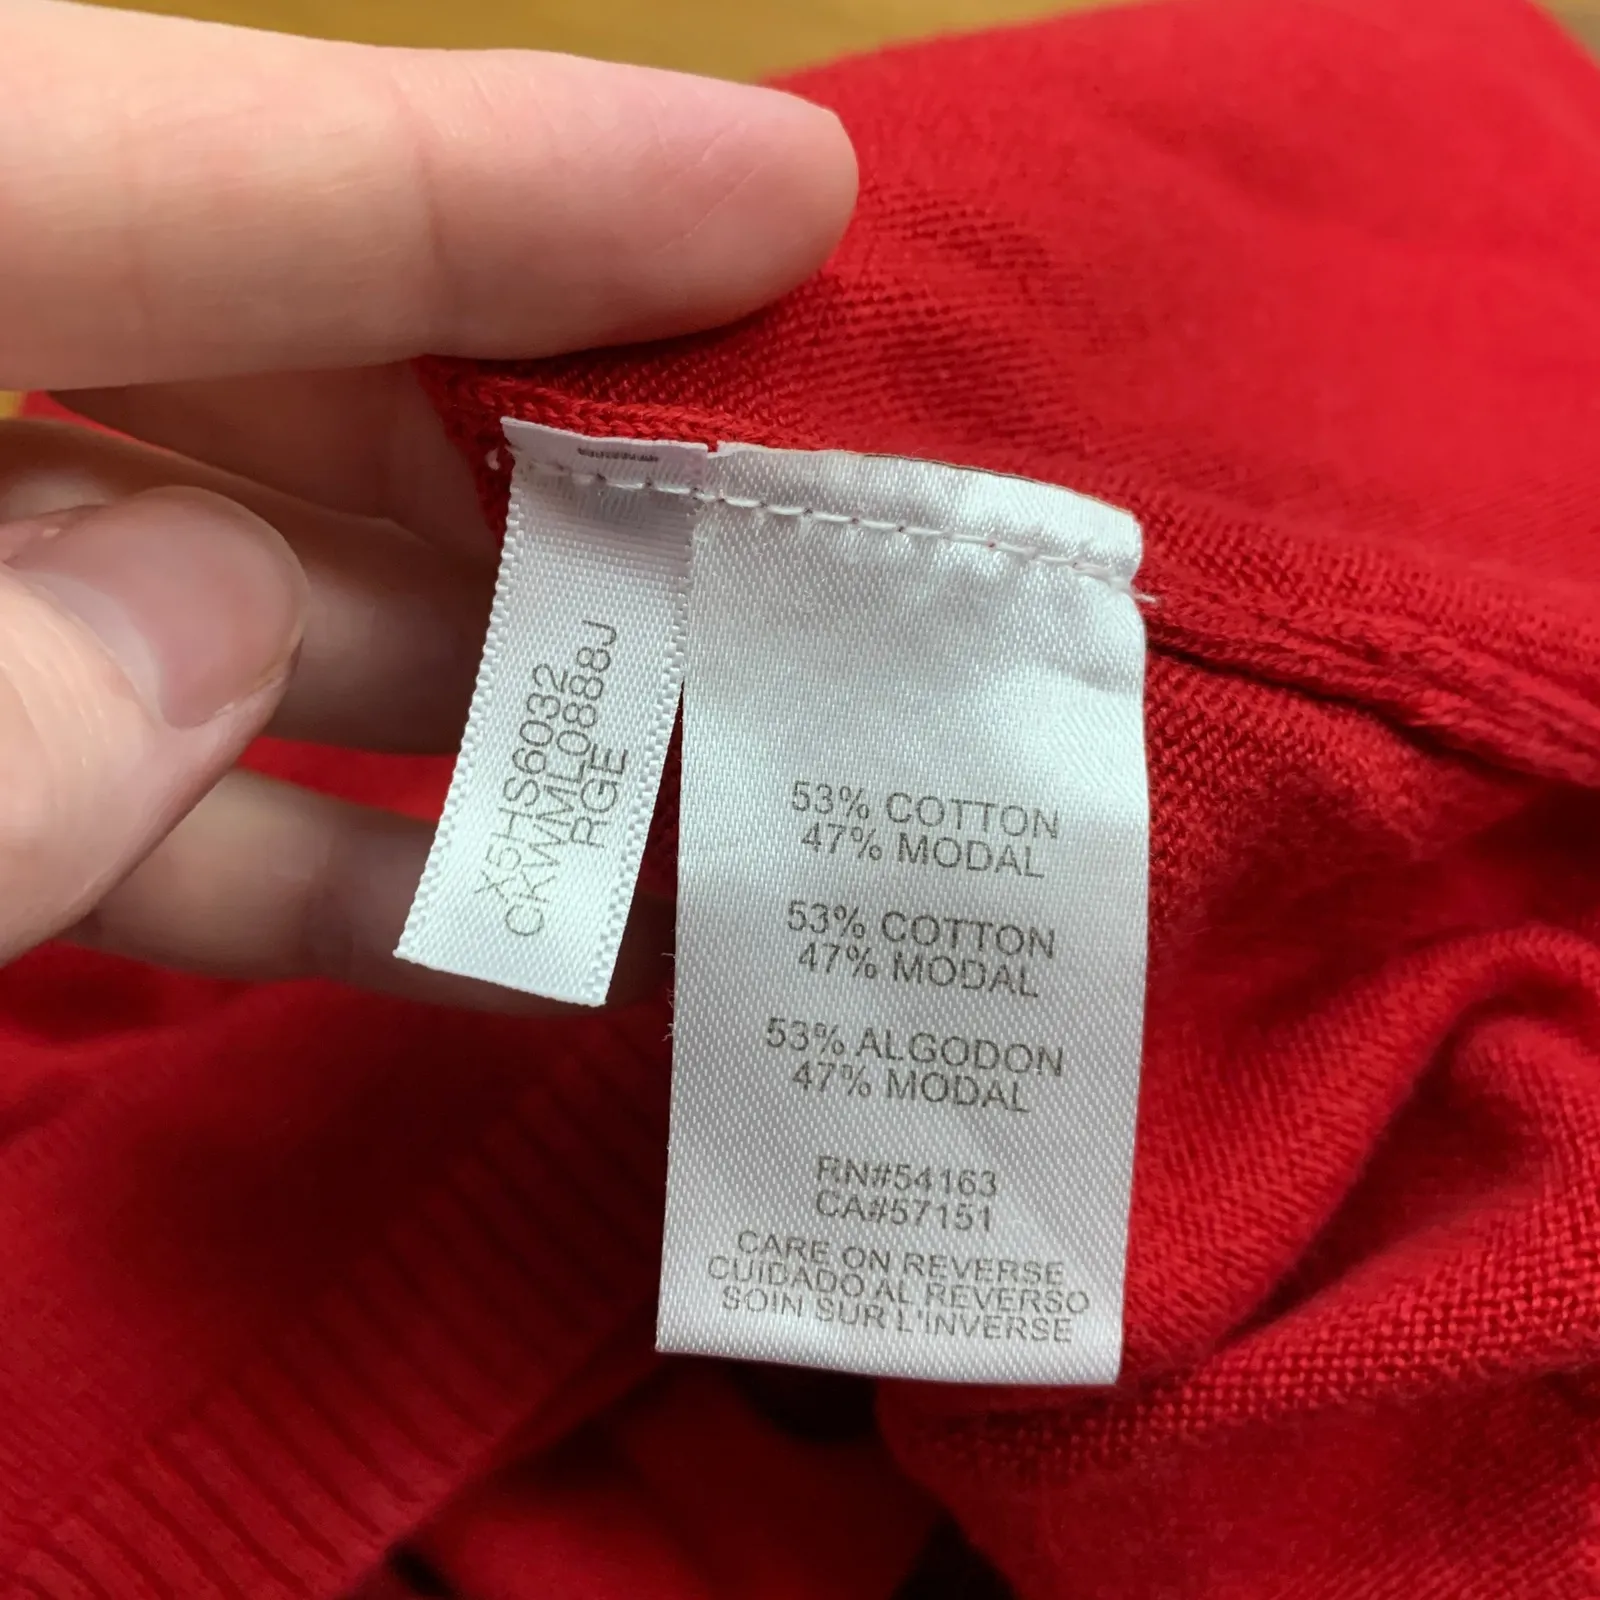 X5HS6032
CKWML0888J
RGE
53% COTTON
47% MODAL
53% COTTON
47% MODAL
53% ALGODON
47% MODAL
RN#54163
CA#57151
CARE ON REVERSE
CUIDADO AL REVERSO
SOIN SUR L'INVERSE